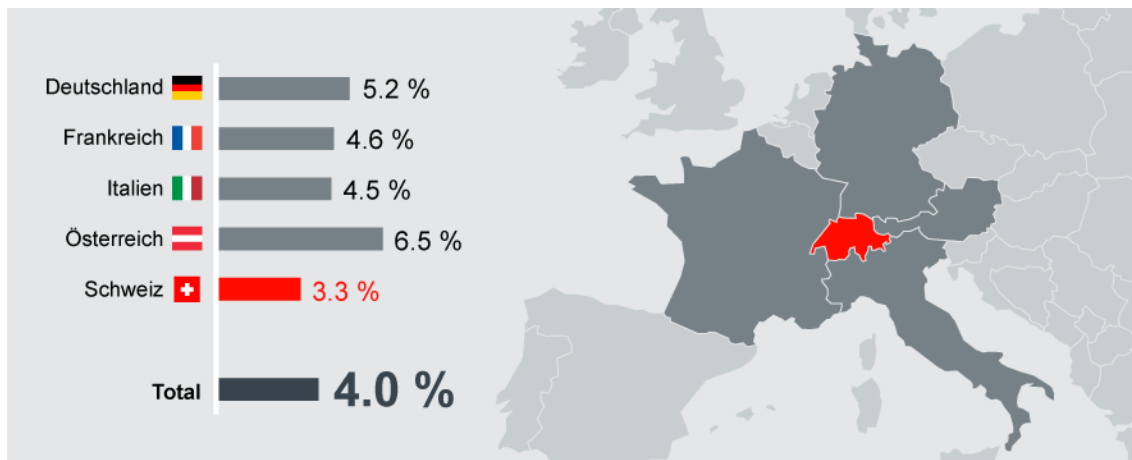 Deutschland 5.2 %
Frankreich 4.6 %
Italien 4.5 %
Österreich 6.5 %
Schweiz 3.3 %
Total 4.0 %